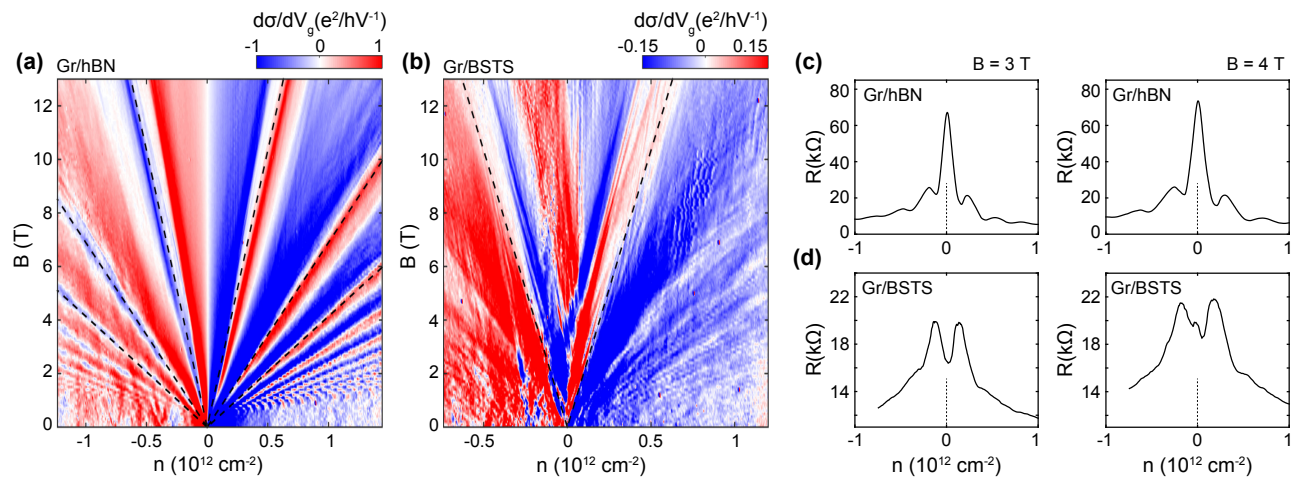 dσ/dVg(e²/hV⁻¹)
-1 0 1
(a) Gr/hBN
12
10
8
6
4
2
0
B (T)
-1 -0.5 0 0.5 1
n (10¹² cm⁻²)
dσ/dVg(e²/hV⁻¹)
-0.15 0 0.15
(b) Gr/BSTS
12
10
8
6
4
2
0
B (T)
-0.5 0 0.5 1
n (10¹² cm⁻²)
(c) B = 3 T B = 4 T
Gr/hBN
80
60
40
20
0
R(kΩ)
-1 0 1
Gr/hBN
80
60
40
20
0
R(kΩ)
-1 0 1
(d)
Gr/BSTS
22
18
14
R(kΩ)
-1 0 1
n (10¹² cm⁻²)
Gr/BSTS
22
18
14
R(kΩ)
-1 0 1
n (10¹² cm⁻²)